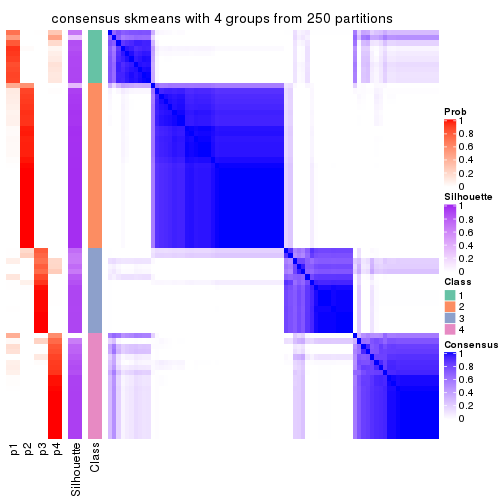 consensus skmeans with 4 groups from 250 partitions
Prob
1
0.8
0.6
0.4
0.2
0
Silhouette
1
0.8
0.6
0.4
0.2
0
Class
1
2
3
4
Consensus
1
0.8
0.6
0.4
0.2
0
p1
p2
p3
p4
Silhouette
Class